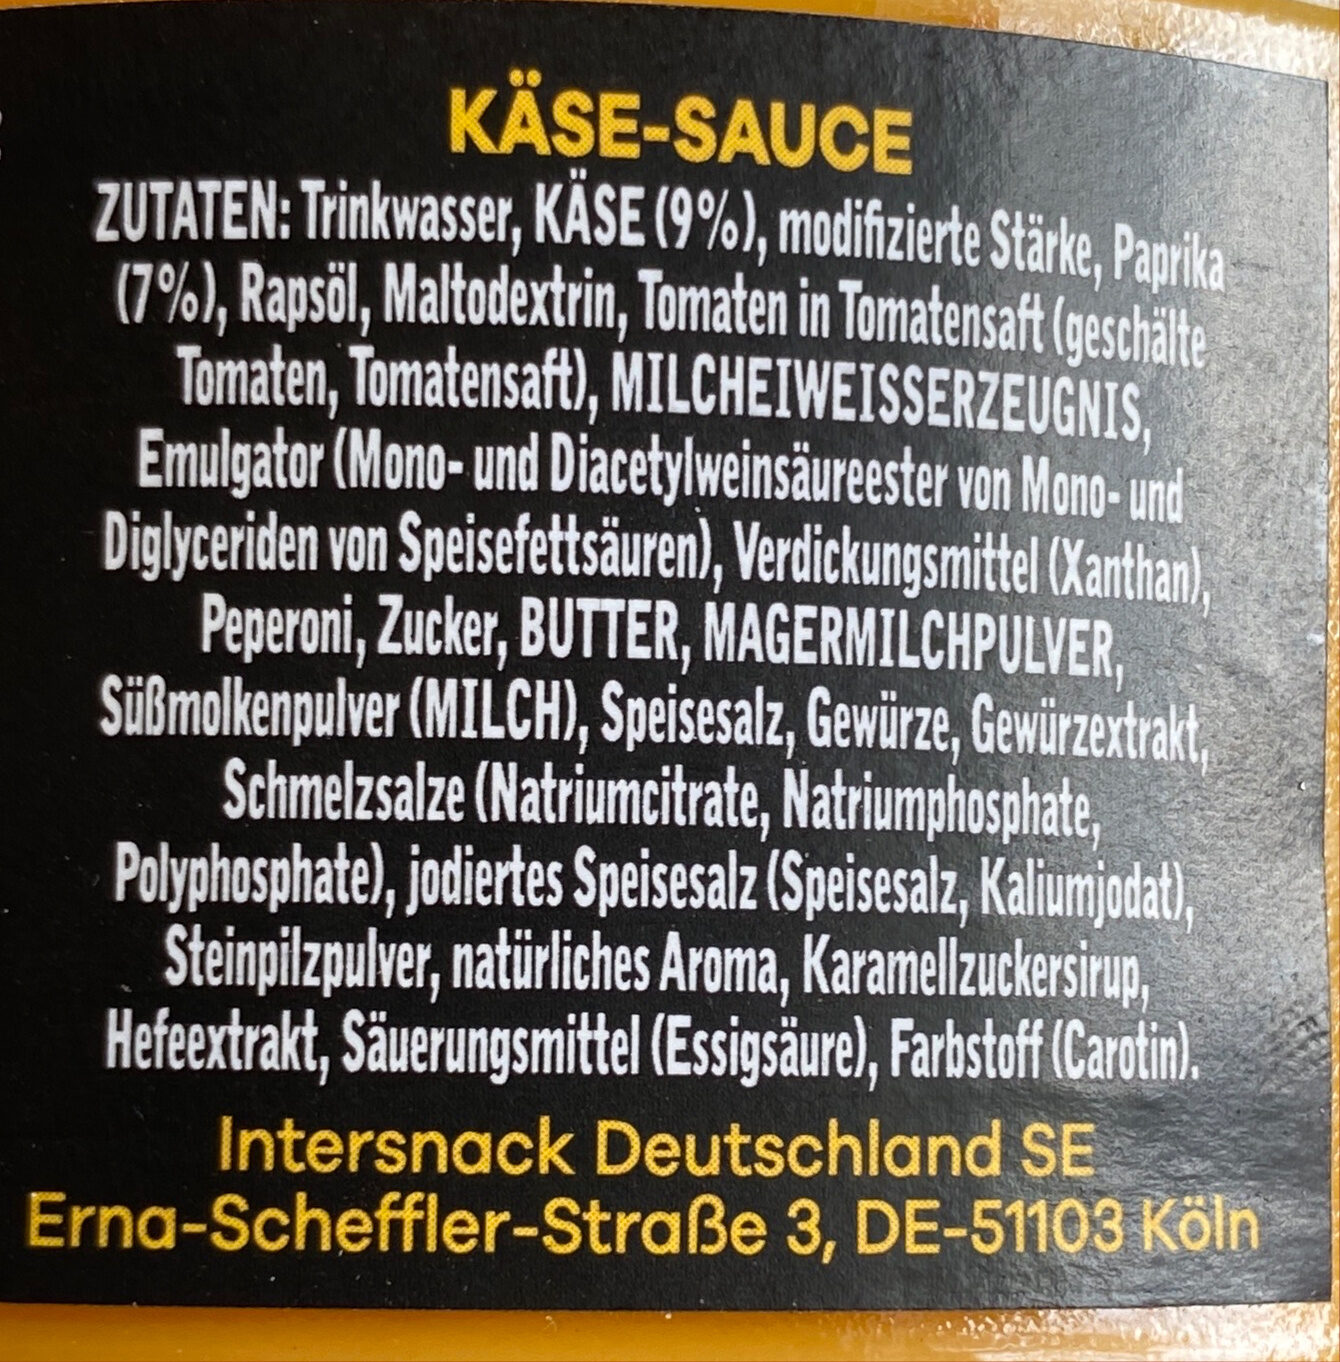 KÄSE-SAUCE
ZUTATEN: Trinkwasser, KÄSE (9%), modifizierte Stärke, Paprika
(7%), Rapsöl, Maltodextrin, Tomaten in Tomatensaft (geschälte
Tomaten, Tomatensaft), MILCHEIWEISSERZEUGNIS,
Emulgator (Mono- und Diacetylweinsäureester von Mono- und
Diglyceriden von Speisefettsäuren), Verdickungsmittel (Xanthan),
Peperoni, Zucker, BUTTER, MAGERMILCHPULVER,
Süßmolkenpulver (MILCH), Speisesalz, Gewürze, Gewürzextrakt,
Schmelzsalze (Natriumcitrate, Natriumphosphate,
Polyphosphate), jodiertes Speisesalz (Speisesalz, Kaliumjodat),
Steinpilzpulver, natürliches Aroma, Karamellzuckersirup,
Hefeextrakt, Säuerungsmittel (Essigsäure), Farbstoff (Carotin).
Intersnack Deutschland SE
Erna-Scheffler-Straße 3, DE-51103 Köln